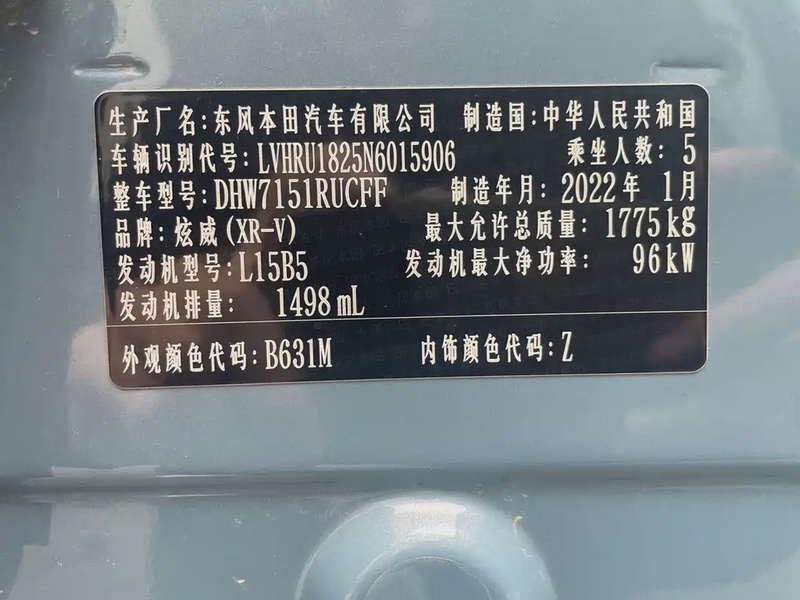 生产厂名:东风本田汽车有限公司 制造国:中华人民共和国
车辆识别代号:LVHRU1825N6015906 乘坐人数:5
整车型号:DHW7151RUCFF 制造年月:2022年 1月
品牌:炫威(XR-V) 最大允许总质量:1775kg
发动机型号:L15B5 发动机最大净功率: 96kW
发动机排量: 1498mL
外观颜色代码:B631M 内饰颜色代码:Z